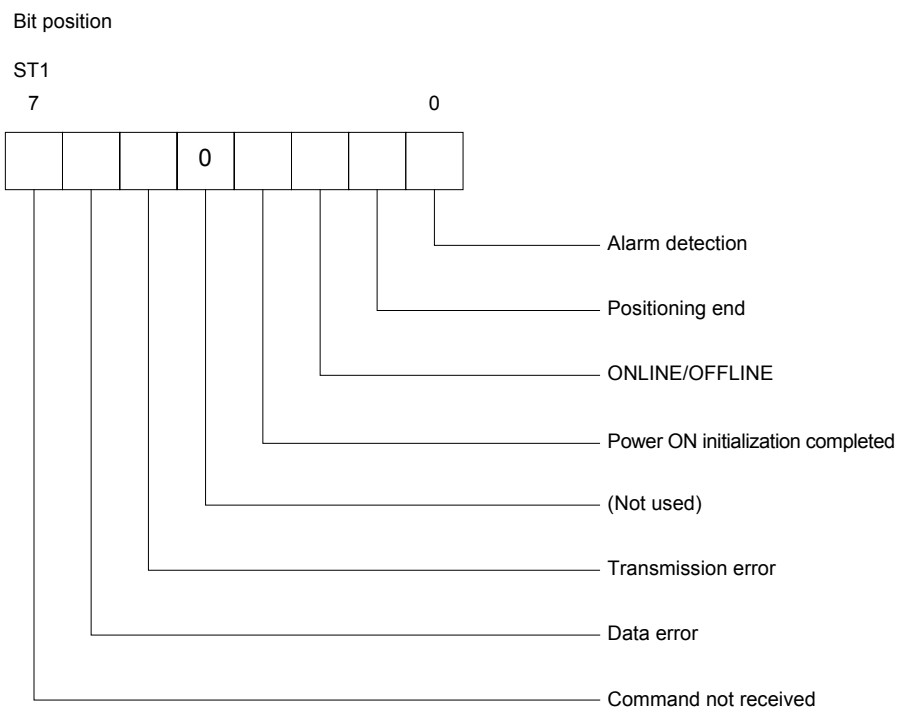 Bit position
ST1
7 0
0
Alarm detection
Positioning end
ONLINE/OFFLINE
Power ON initialization completed
(Not used)
Transmission error
Data error
Command not received